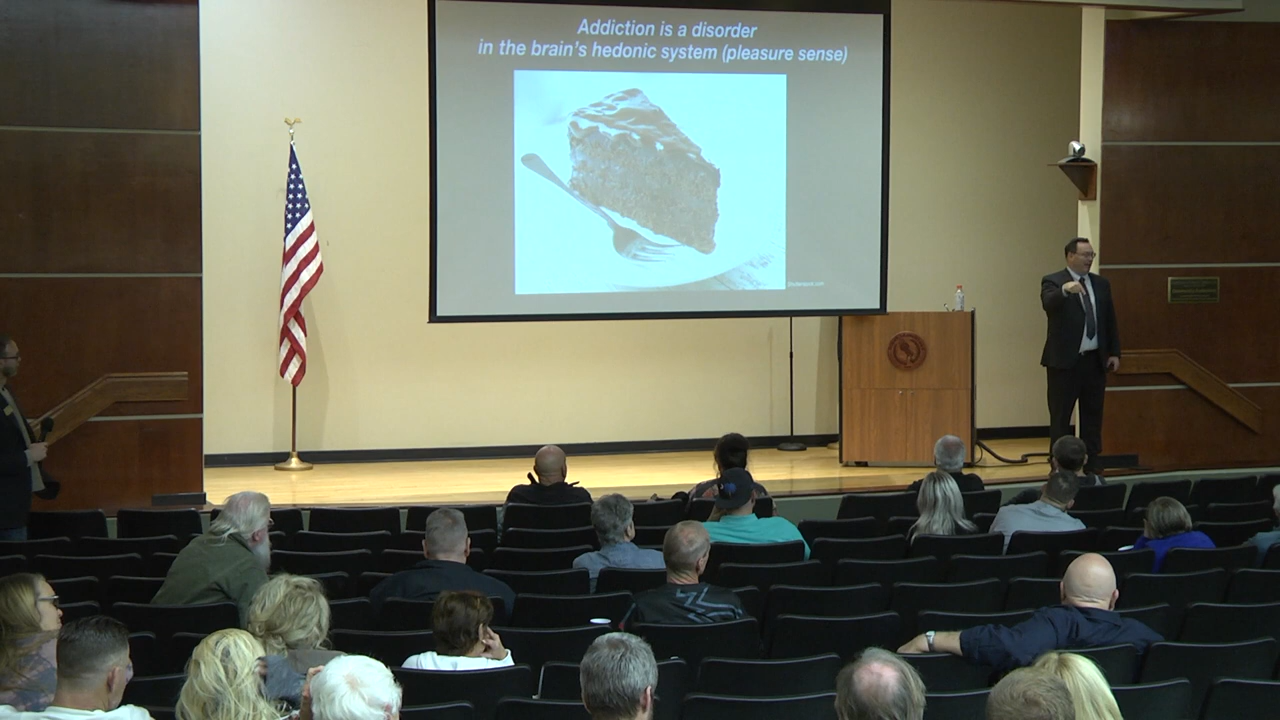 Addiction is a disorder
in the brain's hedonic system (pleasure sense)